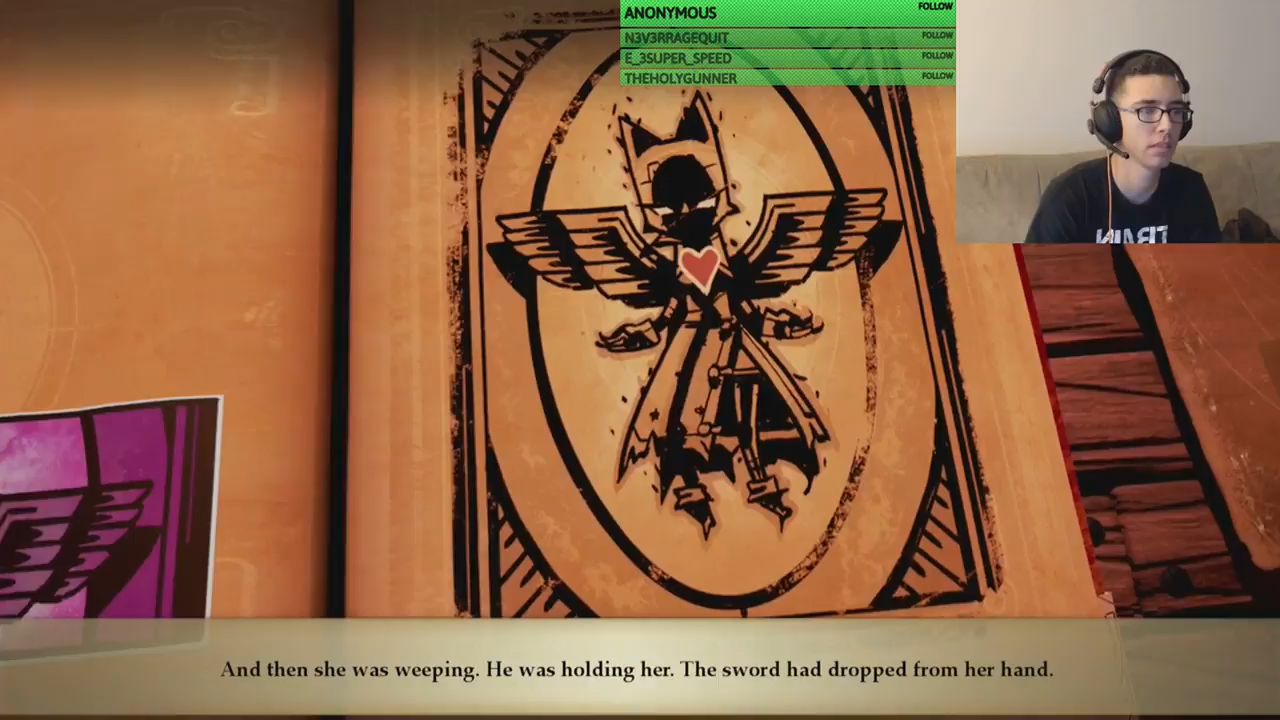 ANONYMOUS FOLLOW
N3V3RRAGEQUIT FOLLOW
E_3SUPER_SPEED FOLLOW
THEHOLYGUNNER FOLLOW
And then she was weeping. He was holding her. The sword had dropped from her hand.